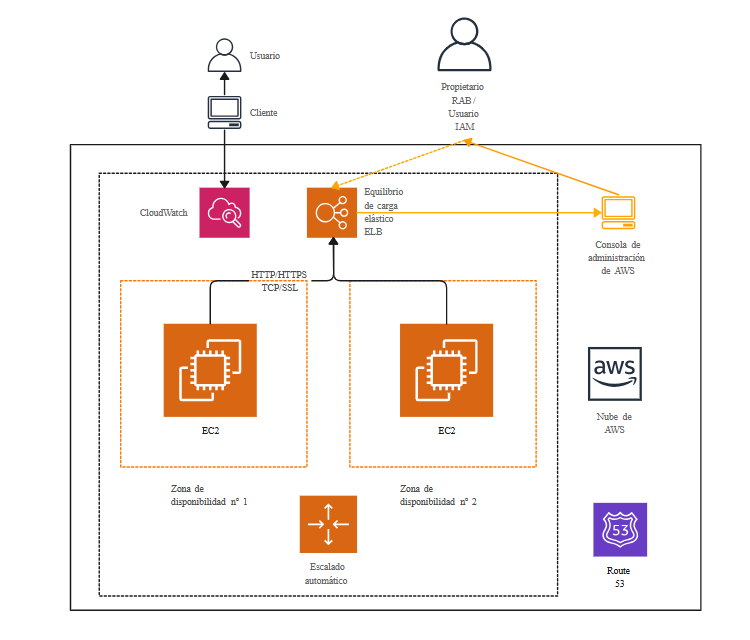 Usuario
Cliente
Propietario
RAB /
Usuario
IAM
CloudWatch
Equilibrio
de carga
elástico
ELB
Consola de
administración
de AWS
HTTP/HTTPS
TCP/SSL
EC2
EC2
aws
Nube de
AWS
Zona de
disponibilidad nº 1
Zona de
disponibilidad nº 2
Escalado
automático
53
Route
53